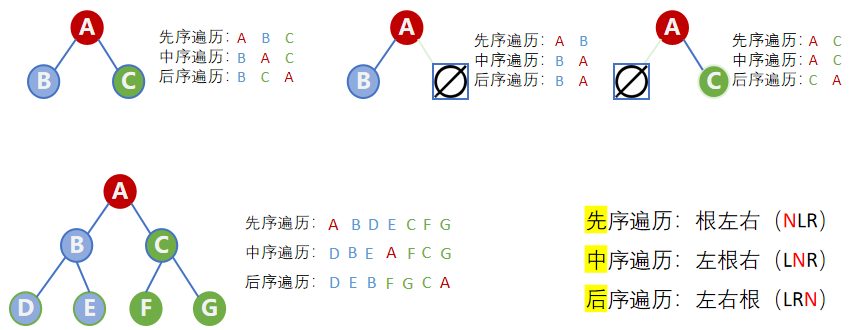 A
B C
先序遍历: A B C
中序遍历: B A C
后序遍历: B C A
A
B
先序遍历: A B
中序遍历: B A
后序遍历: B A
A
C
先序遍历: A C
中序遍历: A C
后序遍历: C A
A
B C
D E F G
先序遍历: A B D E C F G
中序遍历: D B E A F C G
后序遍历: D E B F G C A
先序遍历: 根左右（NLR）
中序遍历: 左根右（LNR）
后序遍历: 左右根（LRN）